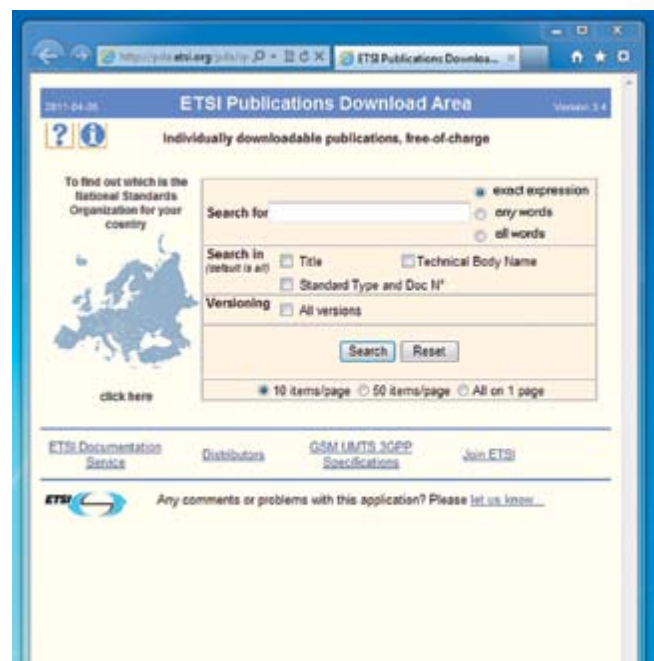 ETSI Publications Downloa...
2011-04-05
ETSI Publications Download Area
Version 3.4
Individually downloadable publications, free-of-charge
To find out which is the
National Standards
Organization for your
country
click here
Search for
exact expression
any words
all words
Search in
(default is all)
Title
Technical Body Name
Standard Type and Doc N°
Versioning
All versions
Search
Reset
10 items/page
50 items/page
All on 1 page
ETSI Documentation
Service
Distributors
GSM UMTS 3GPP
Specifications
Join ETSI
ETSI
Any comments or problems with this application? Please let us know...